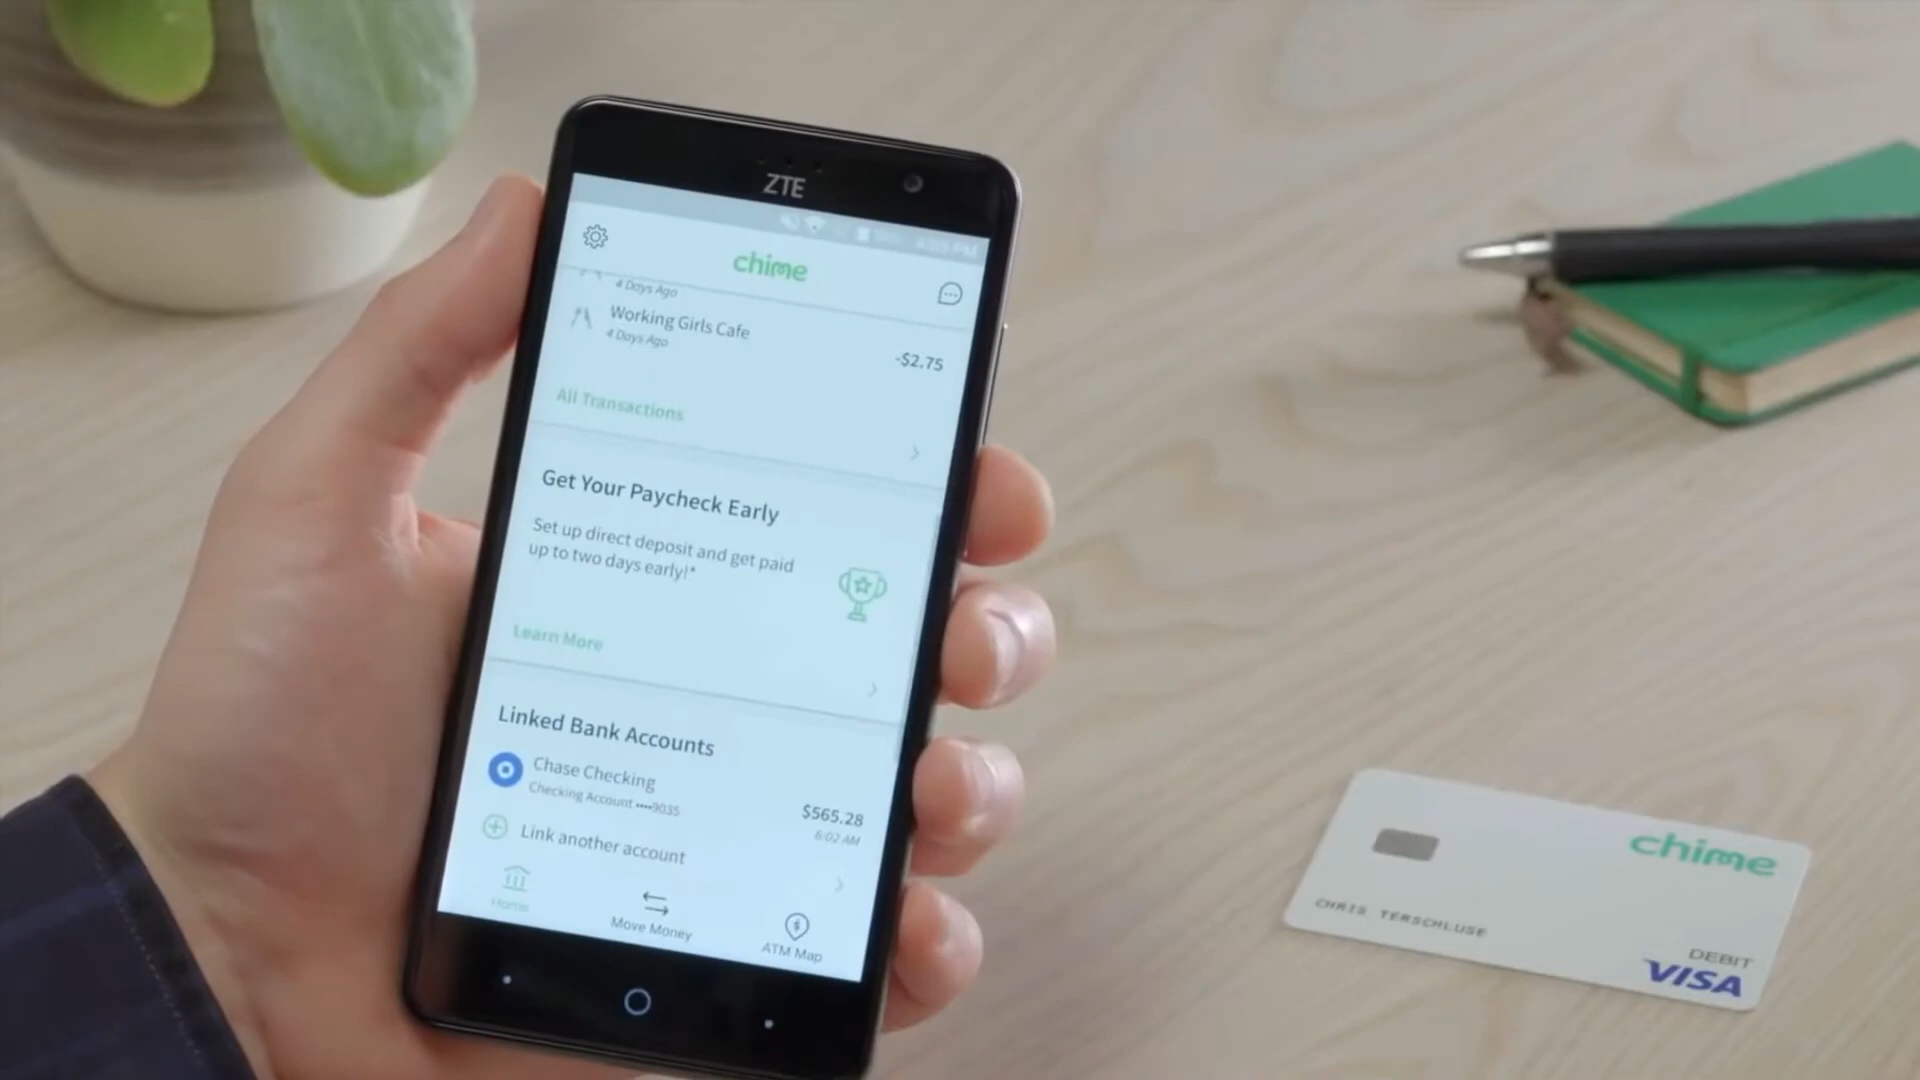 ZTE
4:05 PM
chime
4 Days Ago
Working Girls Cafe
4 Days Ago
-$2.75
All Transactions
Get Your Paycheck Early
Set up direct deposit and get paid
up to two days early!*
Learn More
Linked Bank Accounts
Chase Checking
Checking Account ••••9035
$565.28
6:02 AM
Link another account
Home
Move Money
ATM Map
chime
CHRIS TERSCHLUSE
DEBIT
VISA